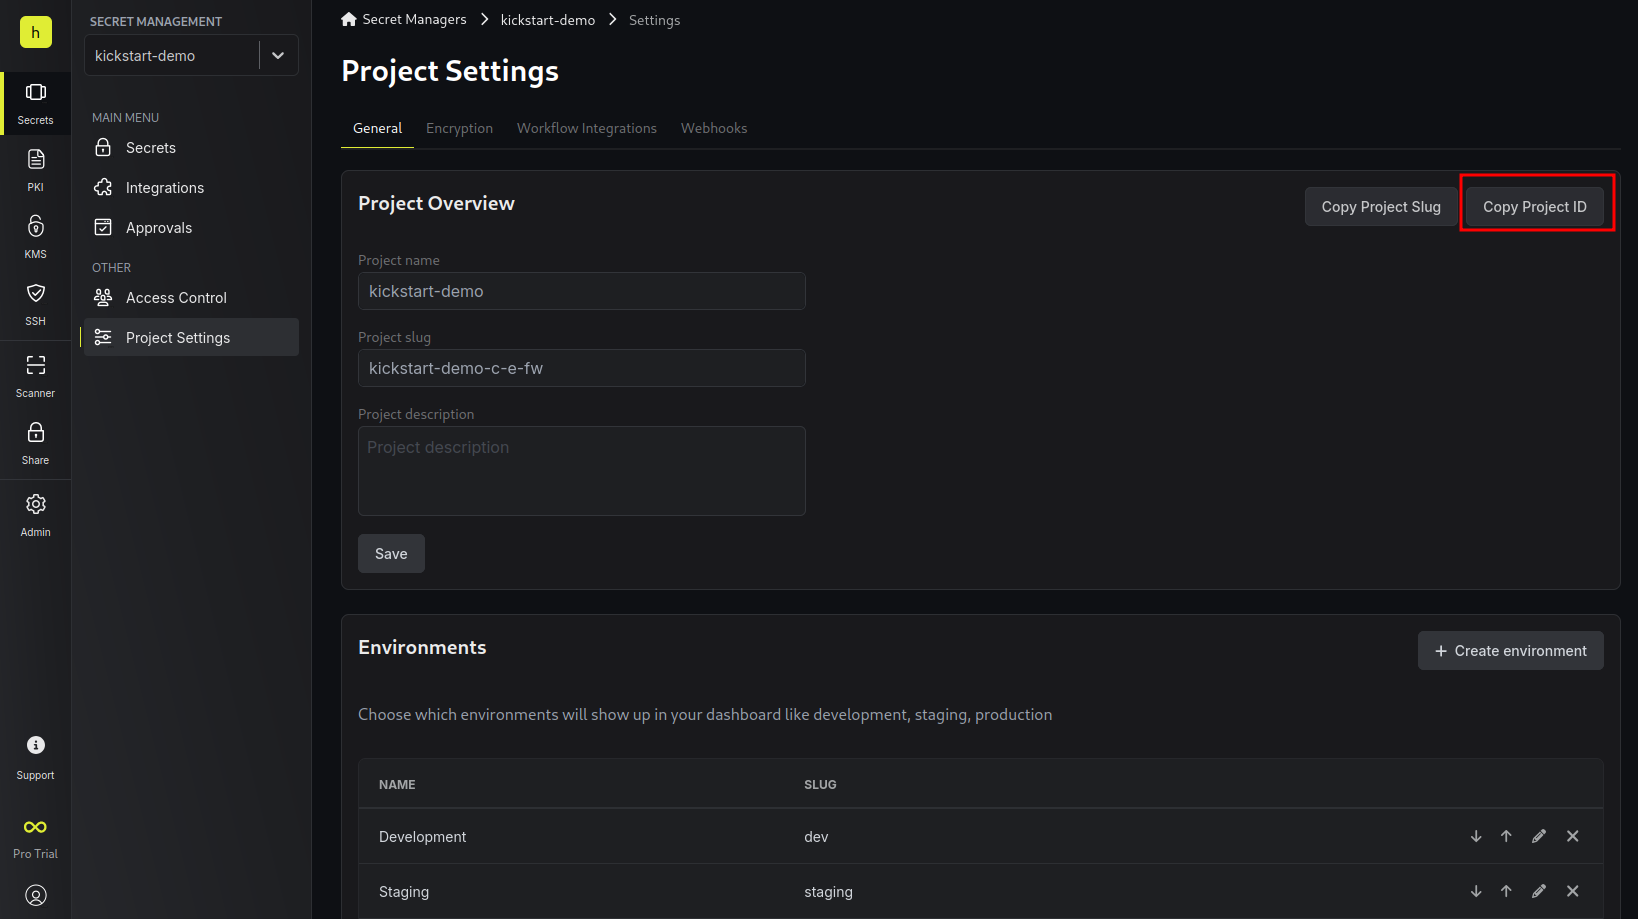 h
Secrets
PKI
KMS
SSH
Scanner
Share
Admin
Support
Pro Trial
SECRET MANAGEMENT
kickstart-demo
MAIN MENU
Secrets
Integrations
Approvals
OTHER
Access Control
Project Settings
Secret Managers > kickstart-demo > Settings
Project Settings
General Encryption Workflow Integrations Webhooks
Project Overview
Copy Project Slug Copy Project ID
Project name
kickstart-demo
Project slug
kickstart-demo-c-e-fw
Project description
Project description
Save
Environments
+ Create environment
Choose which environments will show up in your dashboard like development, staging, production
NAME SLUG
Development dev
Staging staging